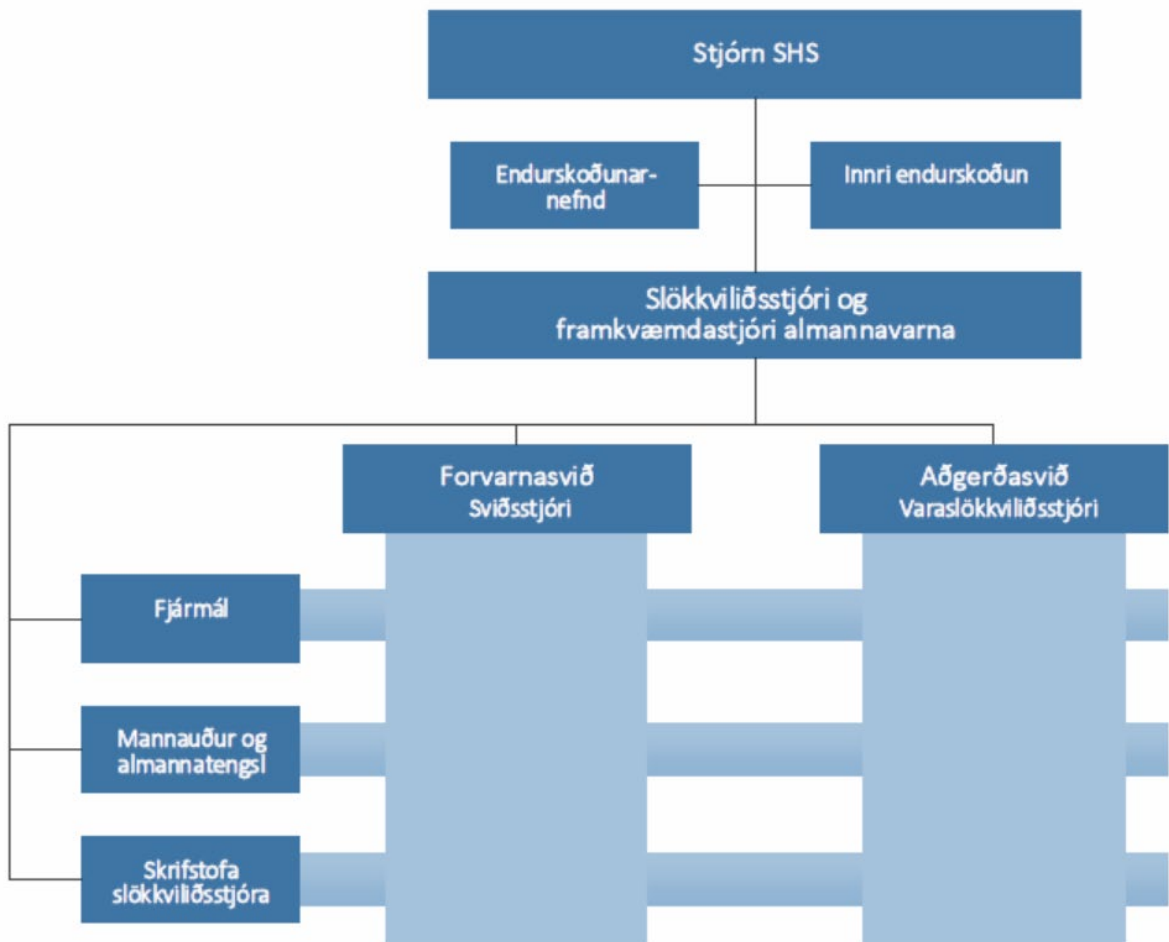 Stjórn SHS
Endurskoðunar-
nefnd
Innri endurskoðun
Slökkviliðsstjóri og
framkvæmdastjóri almannavarna
Forvarnasvið
Sviðsstjóri
Aðgerðasvið
Varaslökkviliðsstjóri
Fjármál
Mannauður og
almannatengsl
Skrifstofa
slökkviliðsstjóra